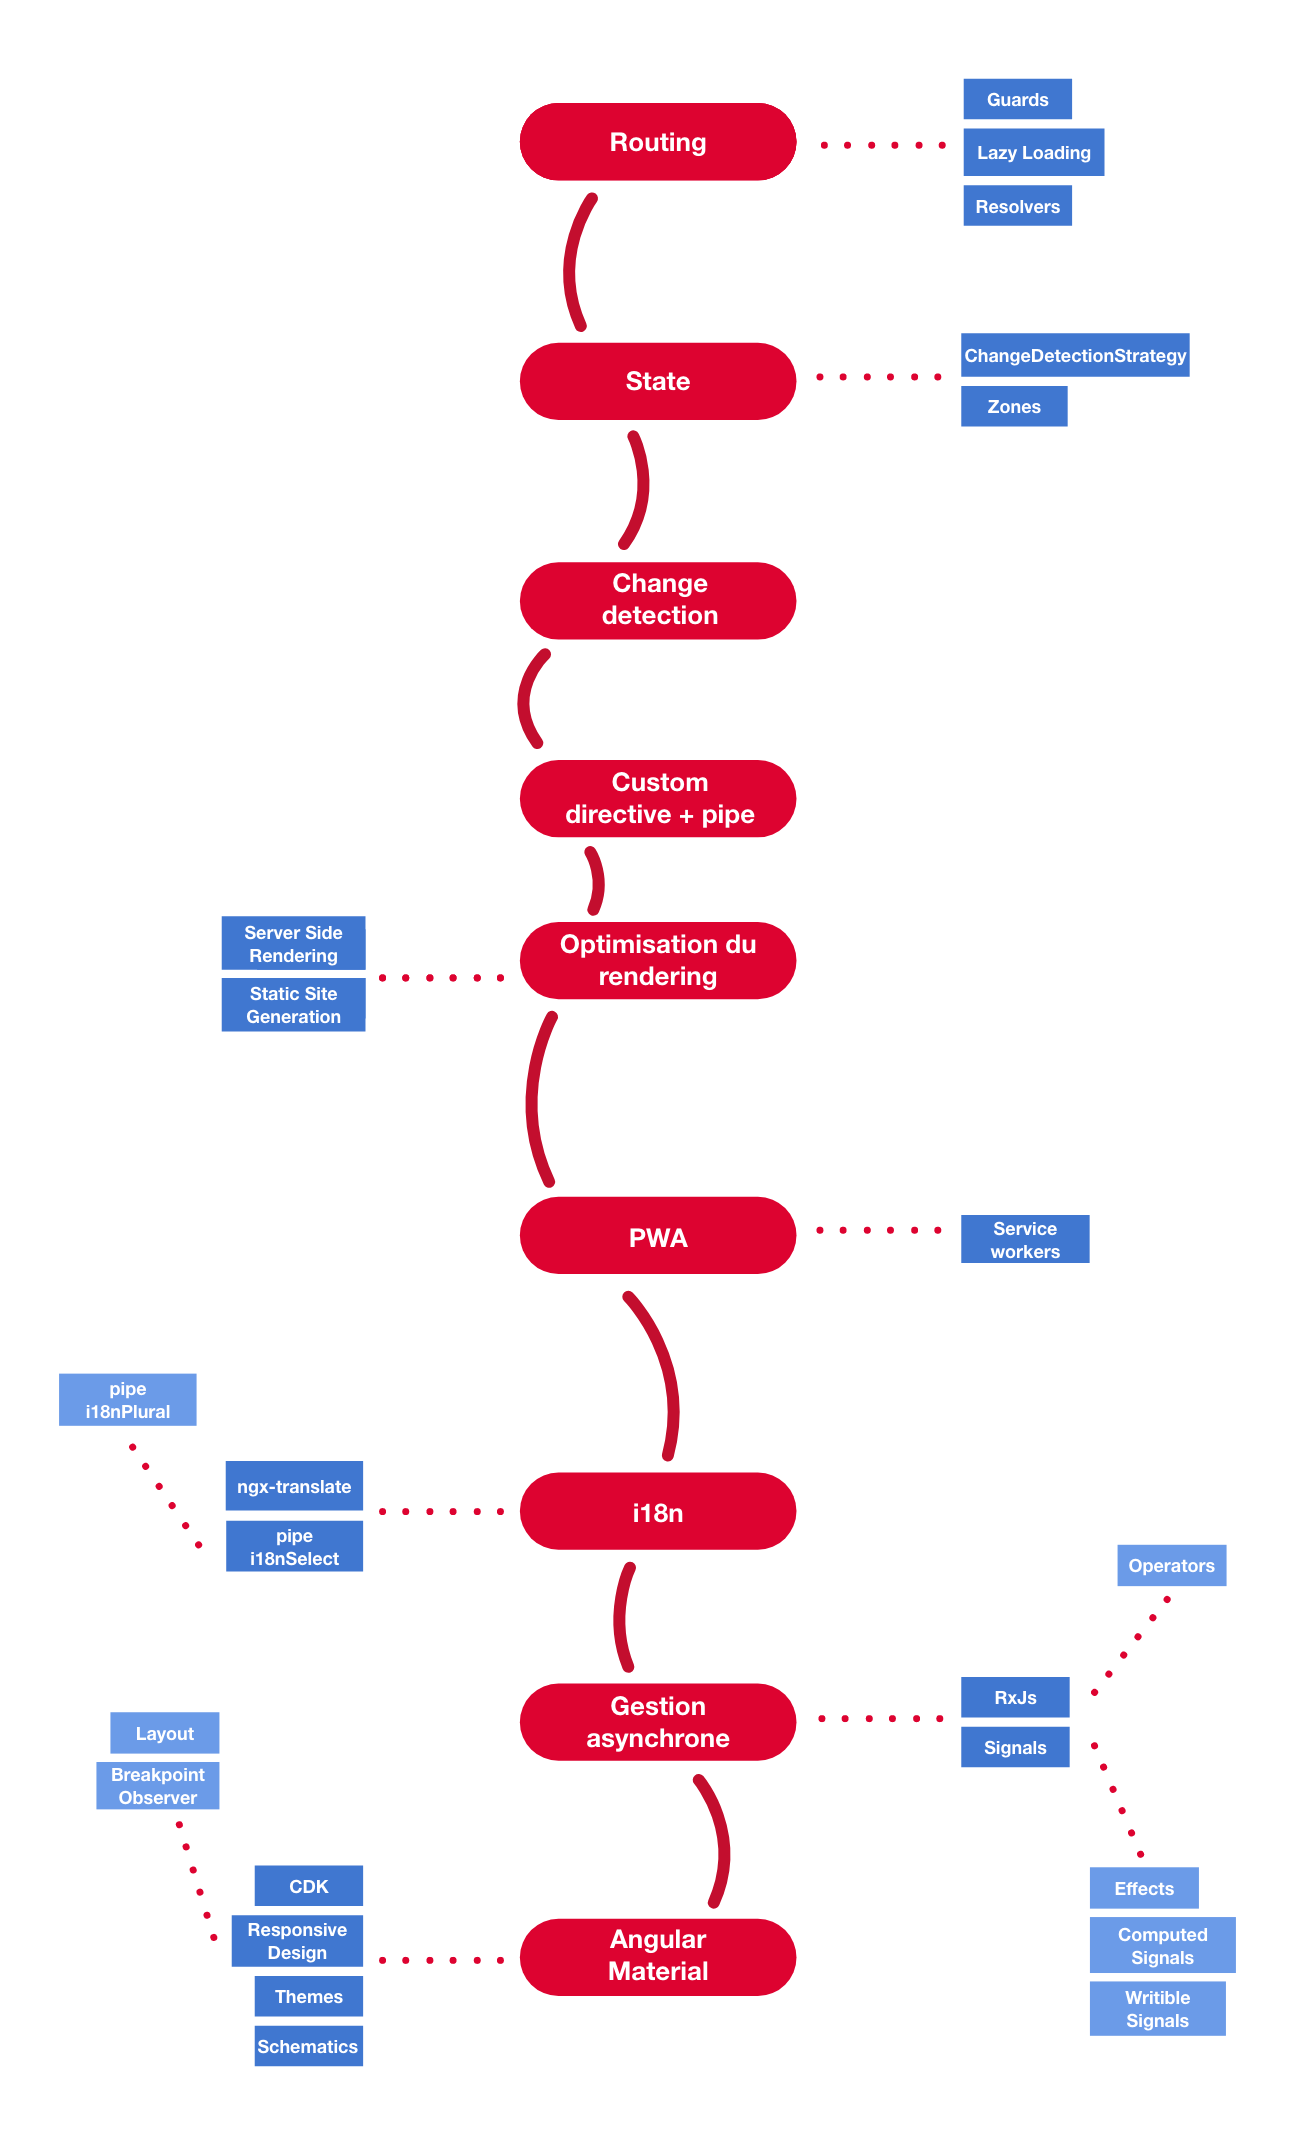 Routing
Guards
Lazy Loading
Resolvers
State
ChangeDetectionStrategy
Zones
Change
detection
Custom
directive + pipe
Optimisation du
rendering
Server Side
Rendering
Static Site
Generation
PWA
Service
workers
pipe
i18nPlural
ngx-translate
pipe
i18nSelect
i18n
Operators
Gestion
asynchrone
RxJs
Signals
Layout
Breakpoint
Observer
Effects
Computed
Signals
Writible
Signals
CDK
Responsive
Design
Themes
Schematics
Angular
Material